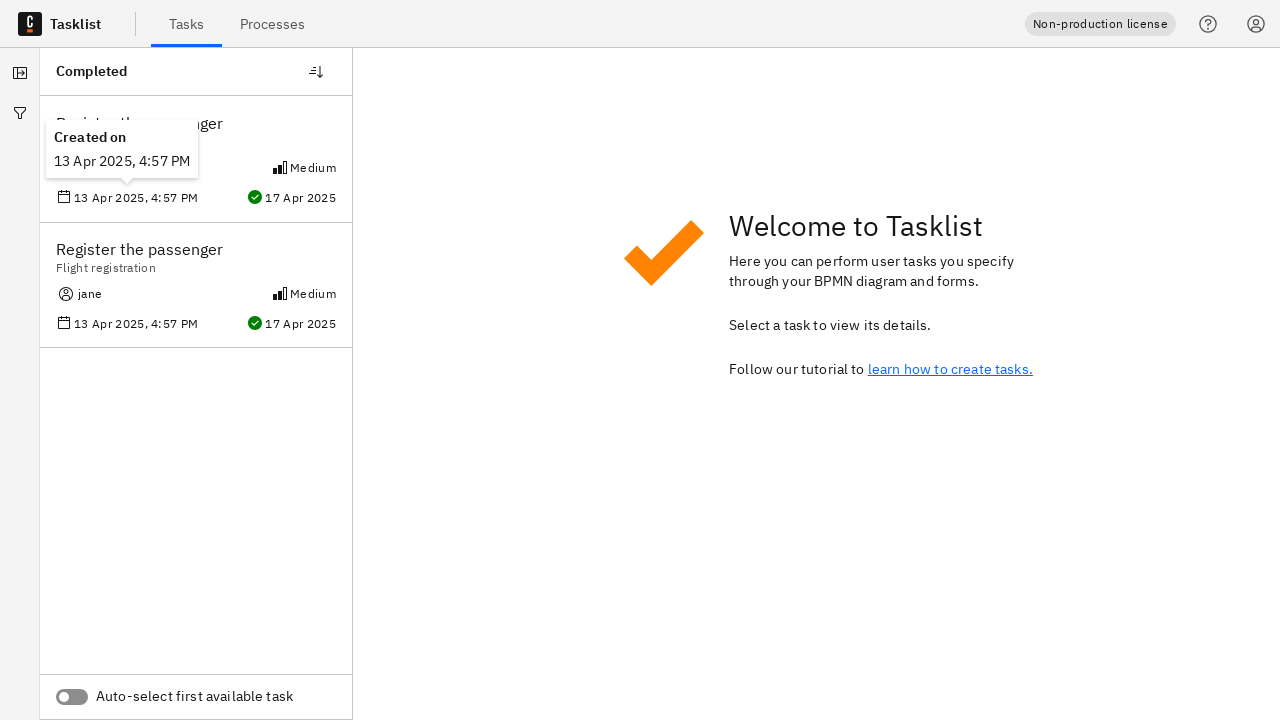 Tasklist
Tasks
Processes
Non-production license
Completed
Created on
13 Apr 2025, 4:57 PM
Medium
13 Apr 2025, 4:57 PM
17 Apr 2025
Register the passenger
Flight registration
jane
Medium
13 Apr 2025, 4:57 PM
17 Apr 2025
Auto-select first available task
Welcome to Tasklist
Here you can perform user tasks you specify
through your BPMN diagram and forms.
Select a task to view its details.
Follow our tutorial to learn how to create tasks.